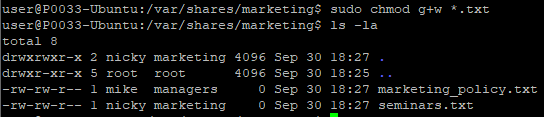 user@P0033-Ubuntu:/var/shares/marketing$ sudo chmod g+w *.txt
user@P0033-Ubuntu:/var/shares/marketing$ ls -la
total 8
drwxrwxr-x 2 nicky marketing 4096 Sep 30 18:27 .
drwxrwxr-x 5 root  root      4096 Sep 30 18:25 ..
-rw-rw-r-- 1 mike  managers     0 Sep 30 18:27 marketing_policy.txt
-rw-rw-r-- 1 nicky marketing    0 Sep 30 18:27 seminars.txt